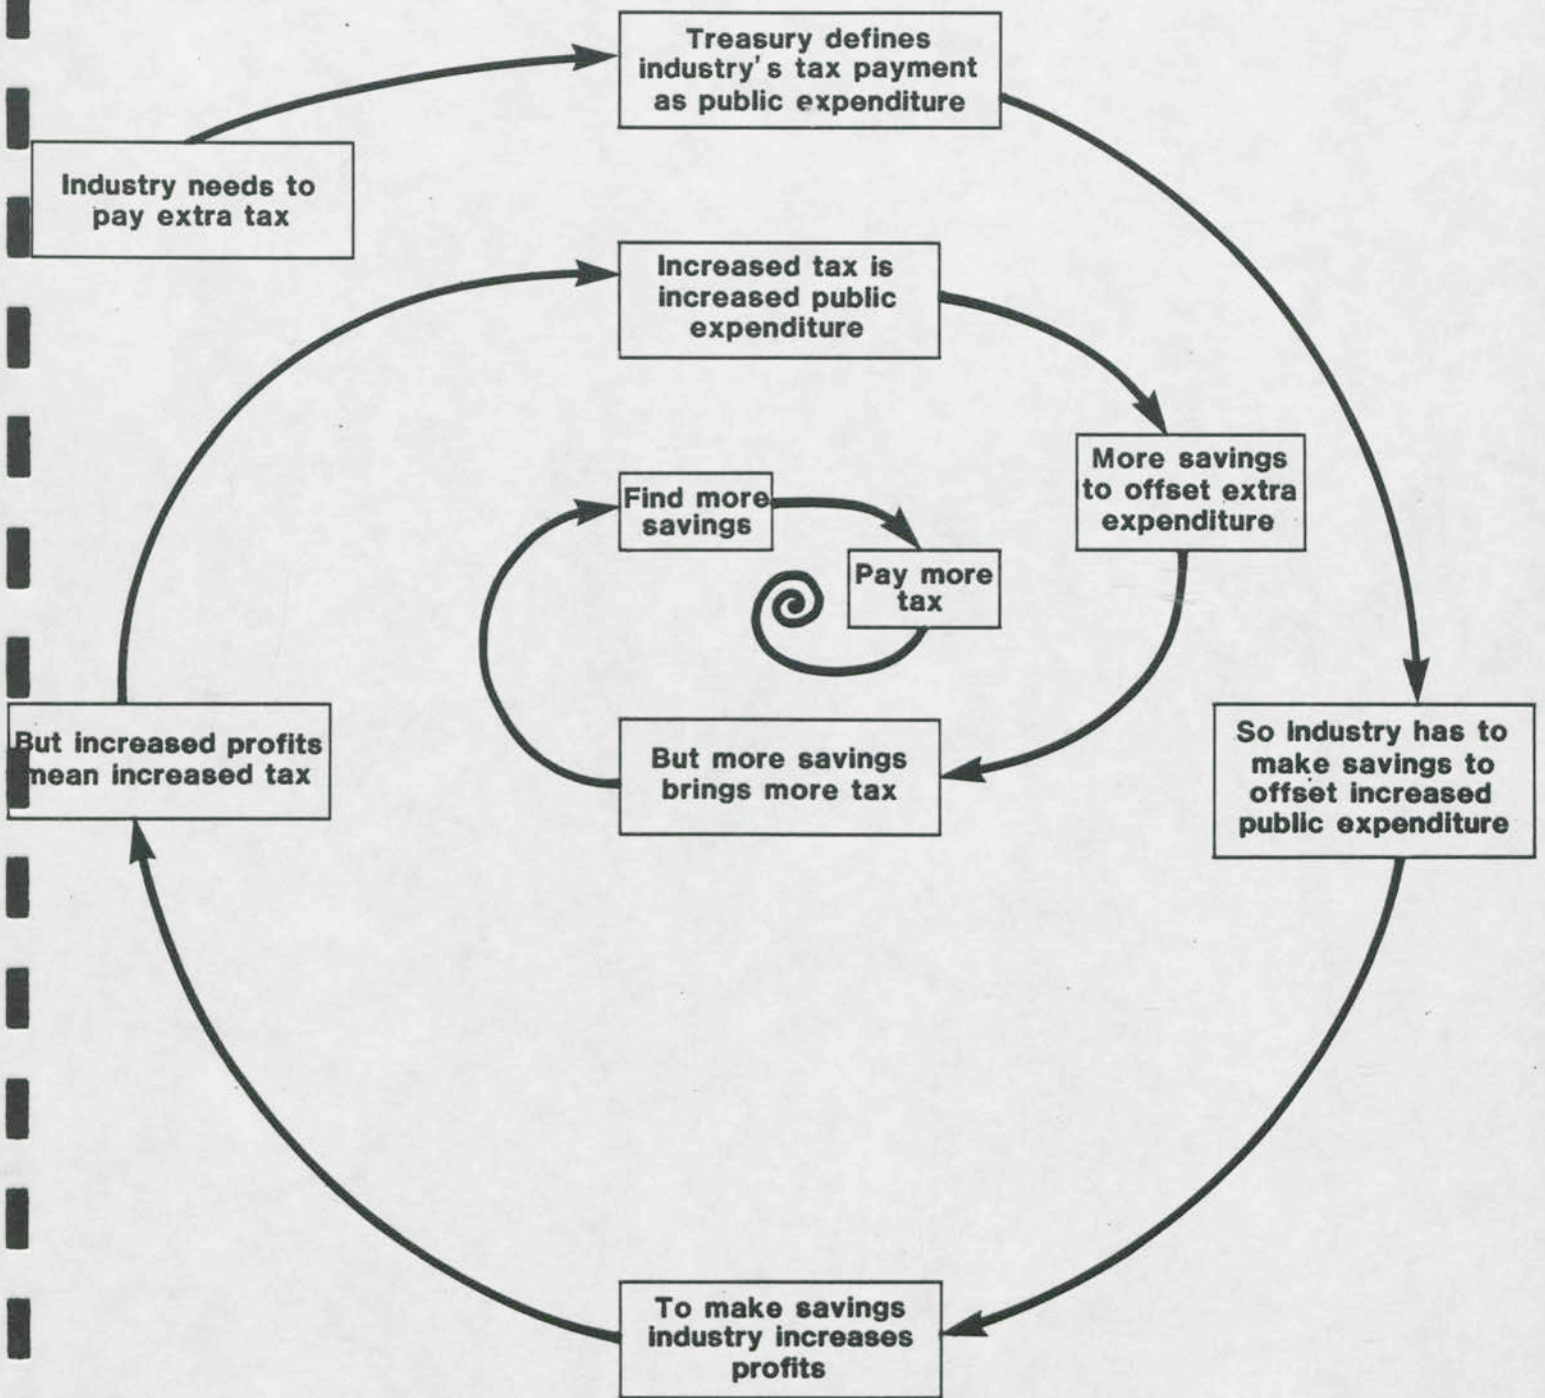 Treasury defines
industry's tax payment
as public expenditure
Industry needs to
pay extra tax
Increased tax is
increased public
expenditure
More savings
to offset extra
expenditure
Find more
savings
Pay more
tax
But increased profits
mean increased tax
But more savings
brings more tax
So industry has to
make savings to
offset increased
public expenditure
To make savings
industry increases
profits